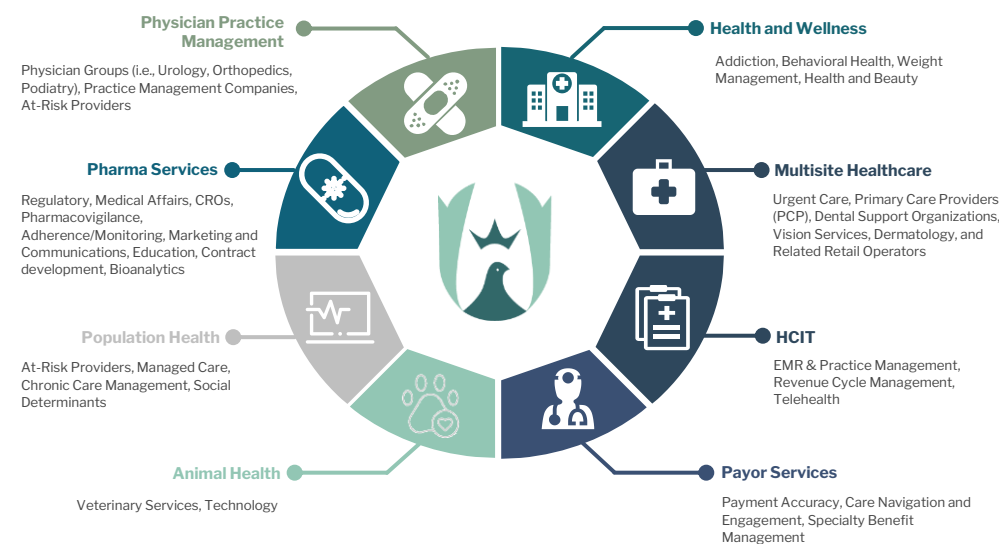 Physician Practice
Management
Physician Groups (i.e., Urology, Orthopedics,
Podiatry), Practice Management Companies,
At-Risk Providers
Health and Wellness
Addiction, Behavioral Health, Weight
Management, Health and Beauty
Pharma Services
Regulatory, Medical Affairs, CROs,
Pharmacovigilance,
Adherence/Monitoring, Marketing and
Communications, Education, Contract
development, Bioanalytics
Multisite Healthcare
Urgent Care, Primary Care Providers
(PCP), Dental Support Organizations,
Vision Services, Dermatology, and
Related Retail Operators
Population Health
At-Risk Providers, Managed Care,
Chronic Care Management, Social
Determinants
HCIT
EMR & Practice Management,
Revenue Cycle Management,
Telehealth
Animal Health
Veterinary Services, Technology
Payor Services
Payment Accuracy, Care Navigation and
Engagement, Specialty Benefit
Management